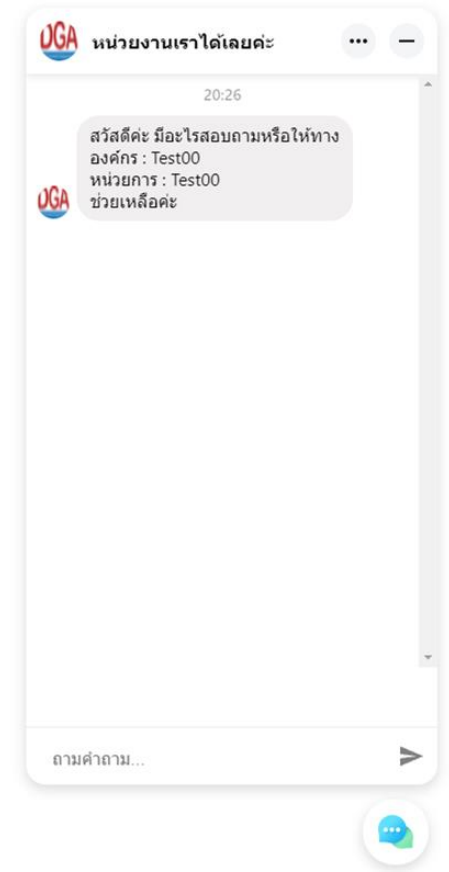 DGA
หน่วยงานเราได้เลยค่ะ
20:26
สวัสดีค่ะ มีอะไรสอบถามหรือให้ทาง
องค์กร : Test00
หน่วยการ : Test00
ช่วยเหลือค่ะ
DGA
ถามคำถาม...